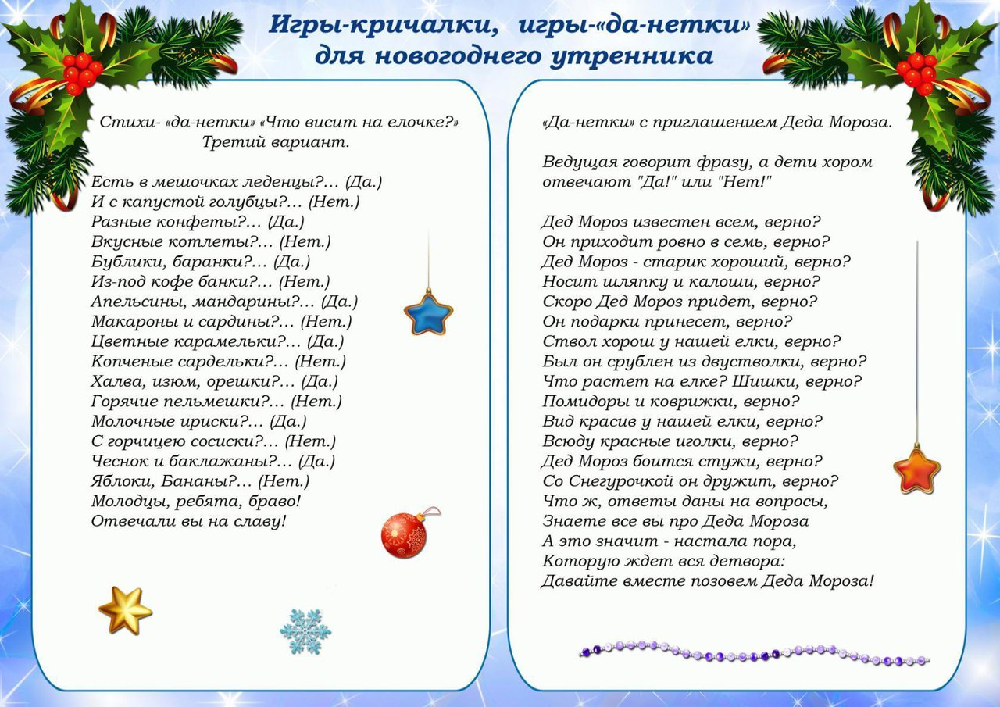 Игры-кричалки, игры-«да-нетки»
для новогоднего утренника
Стихи- «да-нетки» «Что висит на елочке?»
Третий вариант.
Есть в мешочках леденцы?... (Да.)
И с капустой голубцы?... (Нет.)
Разные конфеты?... (Да.)
Вкусные котлеты?... (Нет.)
Бублики, баранки?... (Да.)
Из-под кофе банки?... (Нет.)
Апельсины, мандарины?... (Да.)
Макароны и сардины?... (Нет.)
Цветные карамельки?... (Да.)
Копченые сардельки?... (Нет.)
Халва, изюм, орешки?... (Да.)
Горячие пельмешки?... (Нет.)
Молочные ириски?... (Да.)
С горчицею сосиски?... (Нет.)
Чеснок и баклажаны?... (Да.)
Яблоки, Бананы?... (Нет.)
Молодцы, ребята, браво!
Отвечали вы на славу!
«Да-нетки» с приглашением Деда Мороза.
Ведущая говорит фразу, а дети хором
отвечают "Да!" или "Нет!"
Дед Мороз известен всем, верно?
Он приходит ровно в семь, верно?
Дед Мороз - старик хороший, верно?
Носит шляпку и калоши, верно?
Скоро Дед Мороз придет, верно?
Он подарки принесет, верно?
Ствол хорош у нашей елки, верно?
Был он срублен из двустволки, верно?
Что растет на елке? Шишки, верно?
Помидоры и коврижки, верно?
Вид красив у нашей елки, верно?
Всюду красные иголки, верно?
Дед Мороз боится стужи, верно?
Со Снегурочкой он дружит, верно?
Что ж, ответы даны на вопросы,
Знаете все вы про Деда Мороза
А это значит - настала пора,
Которую ждет вся детвора:
Давайте вместе позовем Деда Мороза!